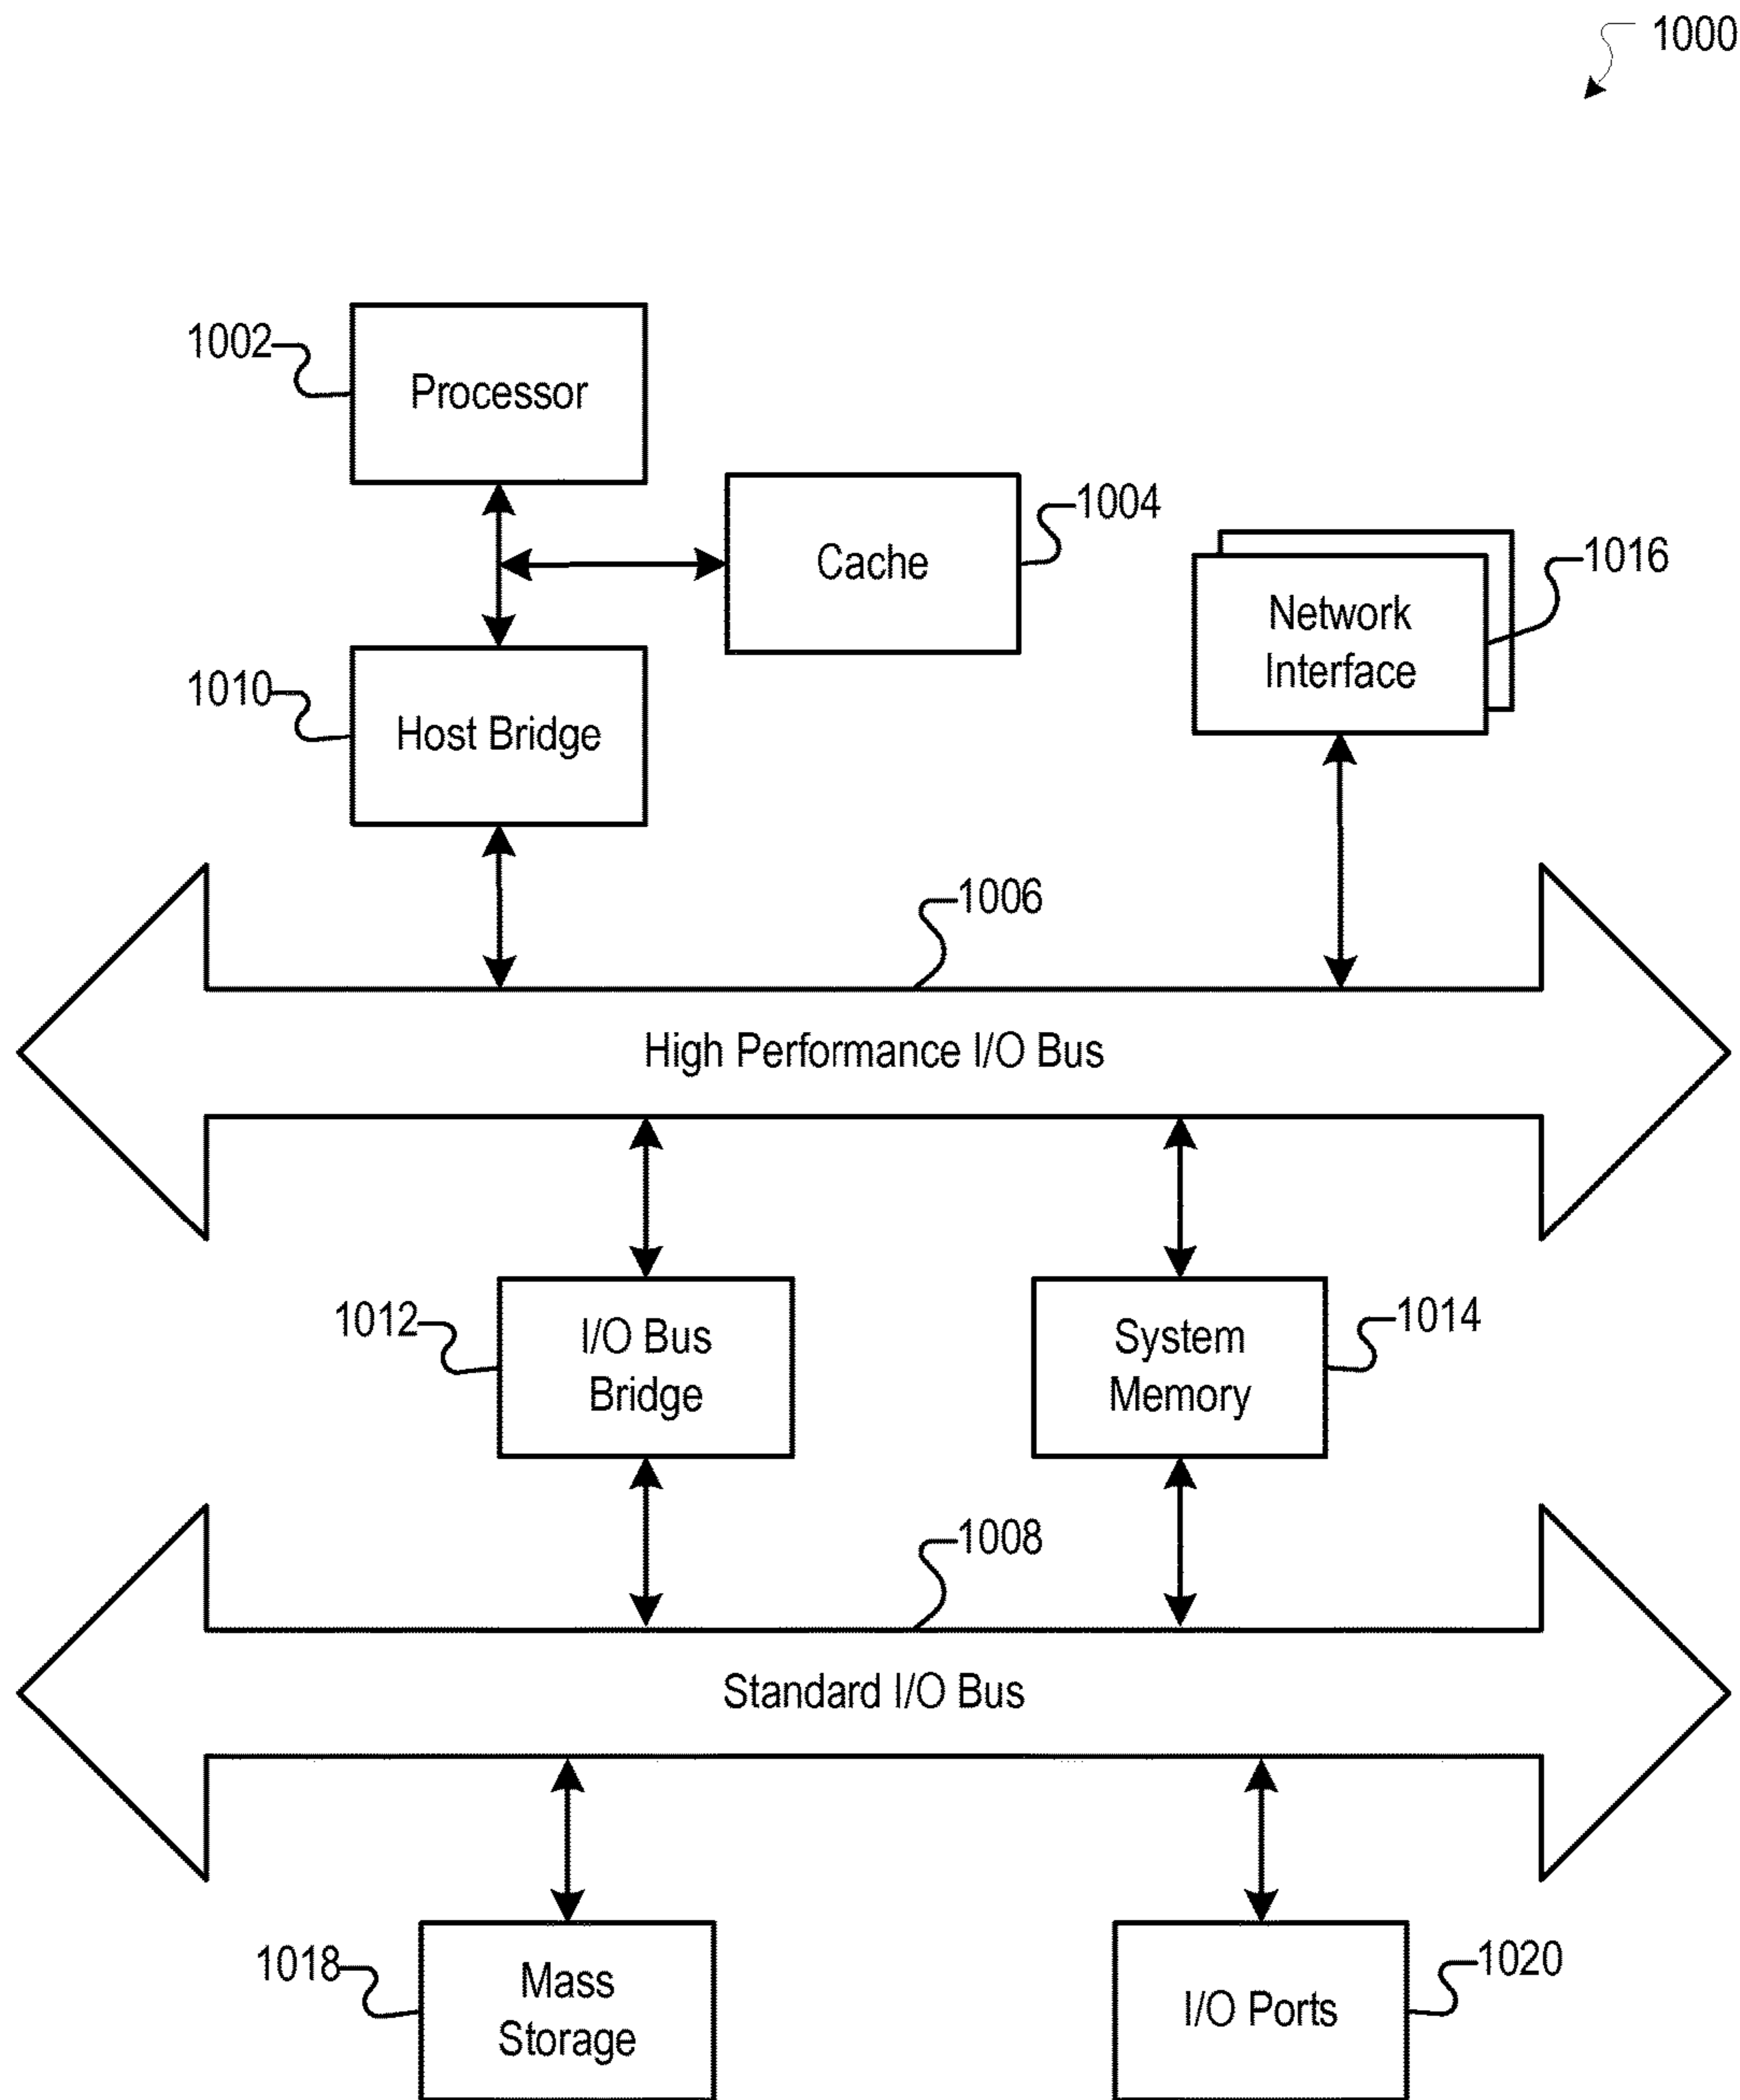 1000
1002
Processor
1004
Cache
1016
Network
Interface
1010
Host Bridge
1006
High Performance I/O Bus
1012
I/O Bus
Bridge
1014
System
Memory
1008
Standard I/O Bus
1018
Mass
Storage
1020
I/O Ports